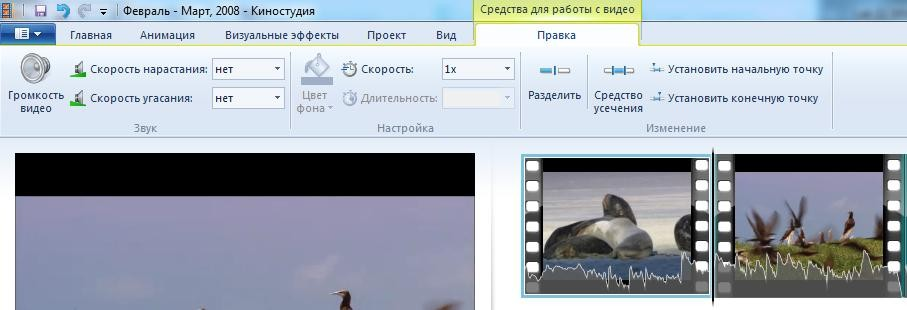 Февраль - Март, 2008 - Киностудия
Средства для работы с видео
Главная Анимация Визуальные эффекты Проект Вид Правка
Громкость видео
Скорость нарастания: нет
Скорость угасания: нет
Звук
Цвет фона
Скорость: 1x
Длительность:
Настройка
Разделить
Средство усечения
Установить начальную точку
Установить конечную точку
Изменение